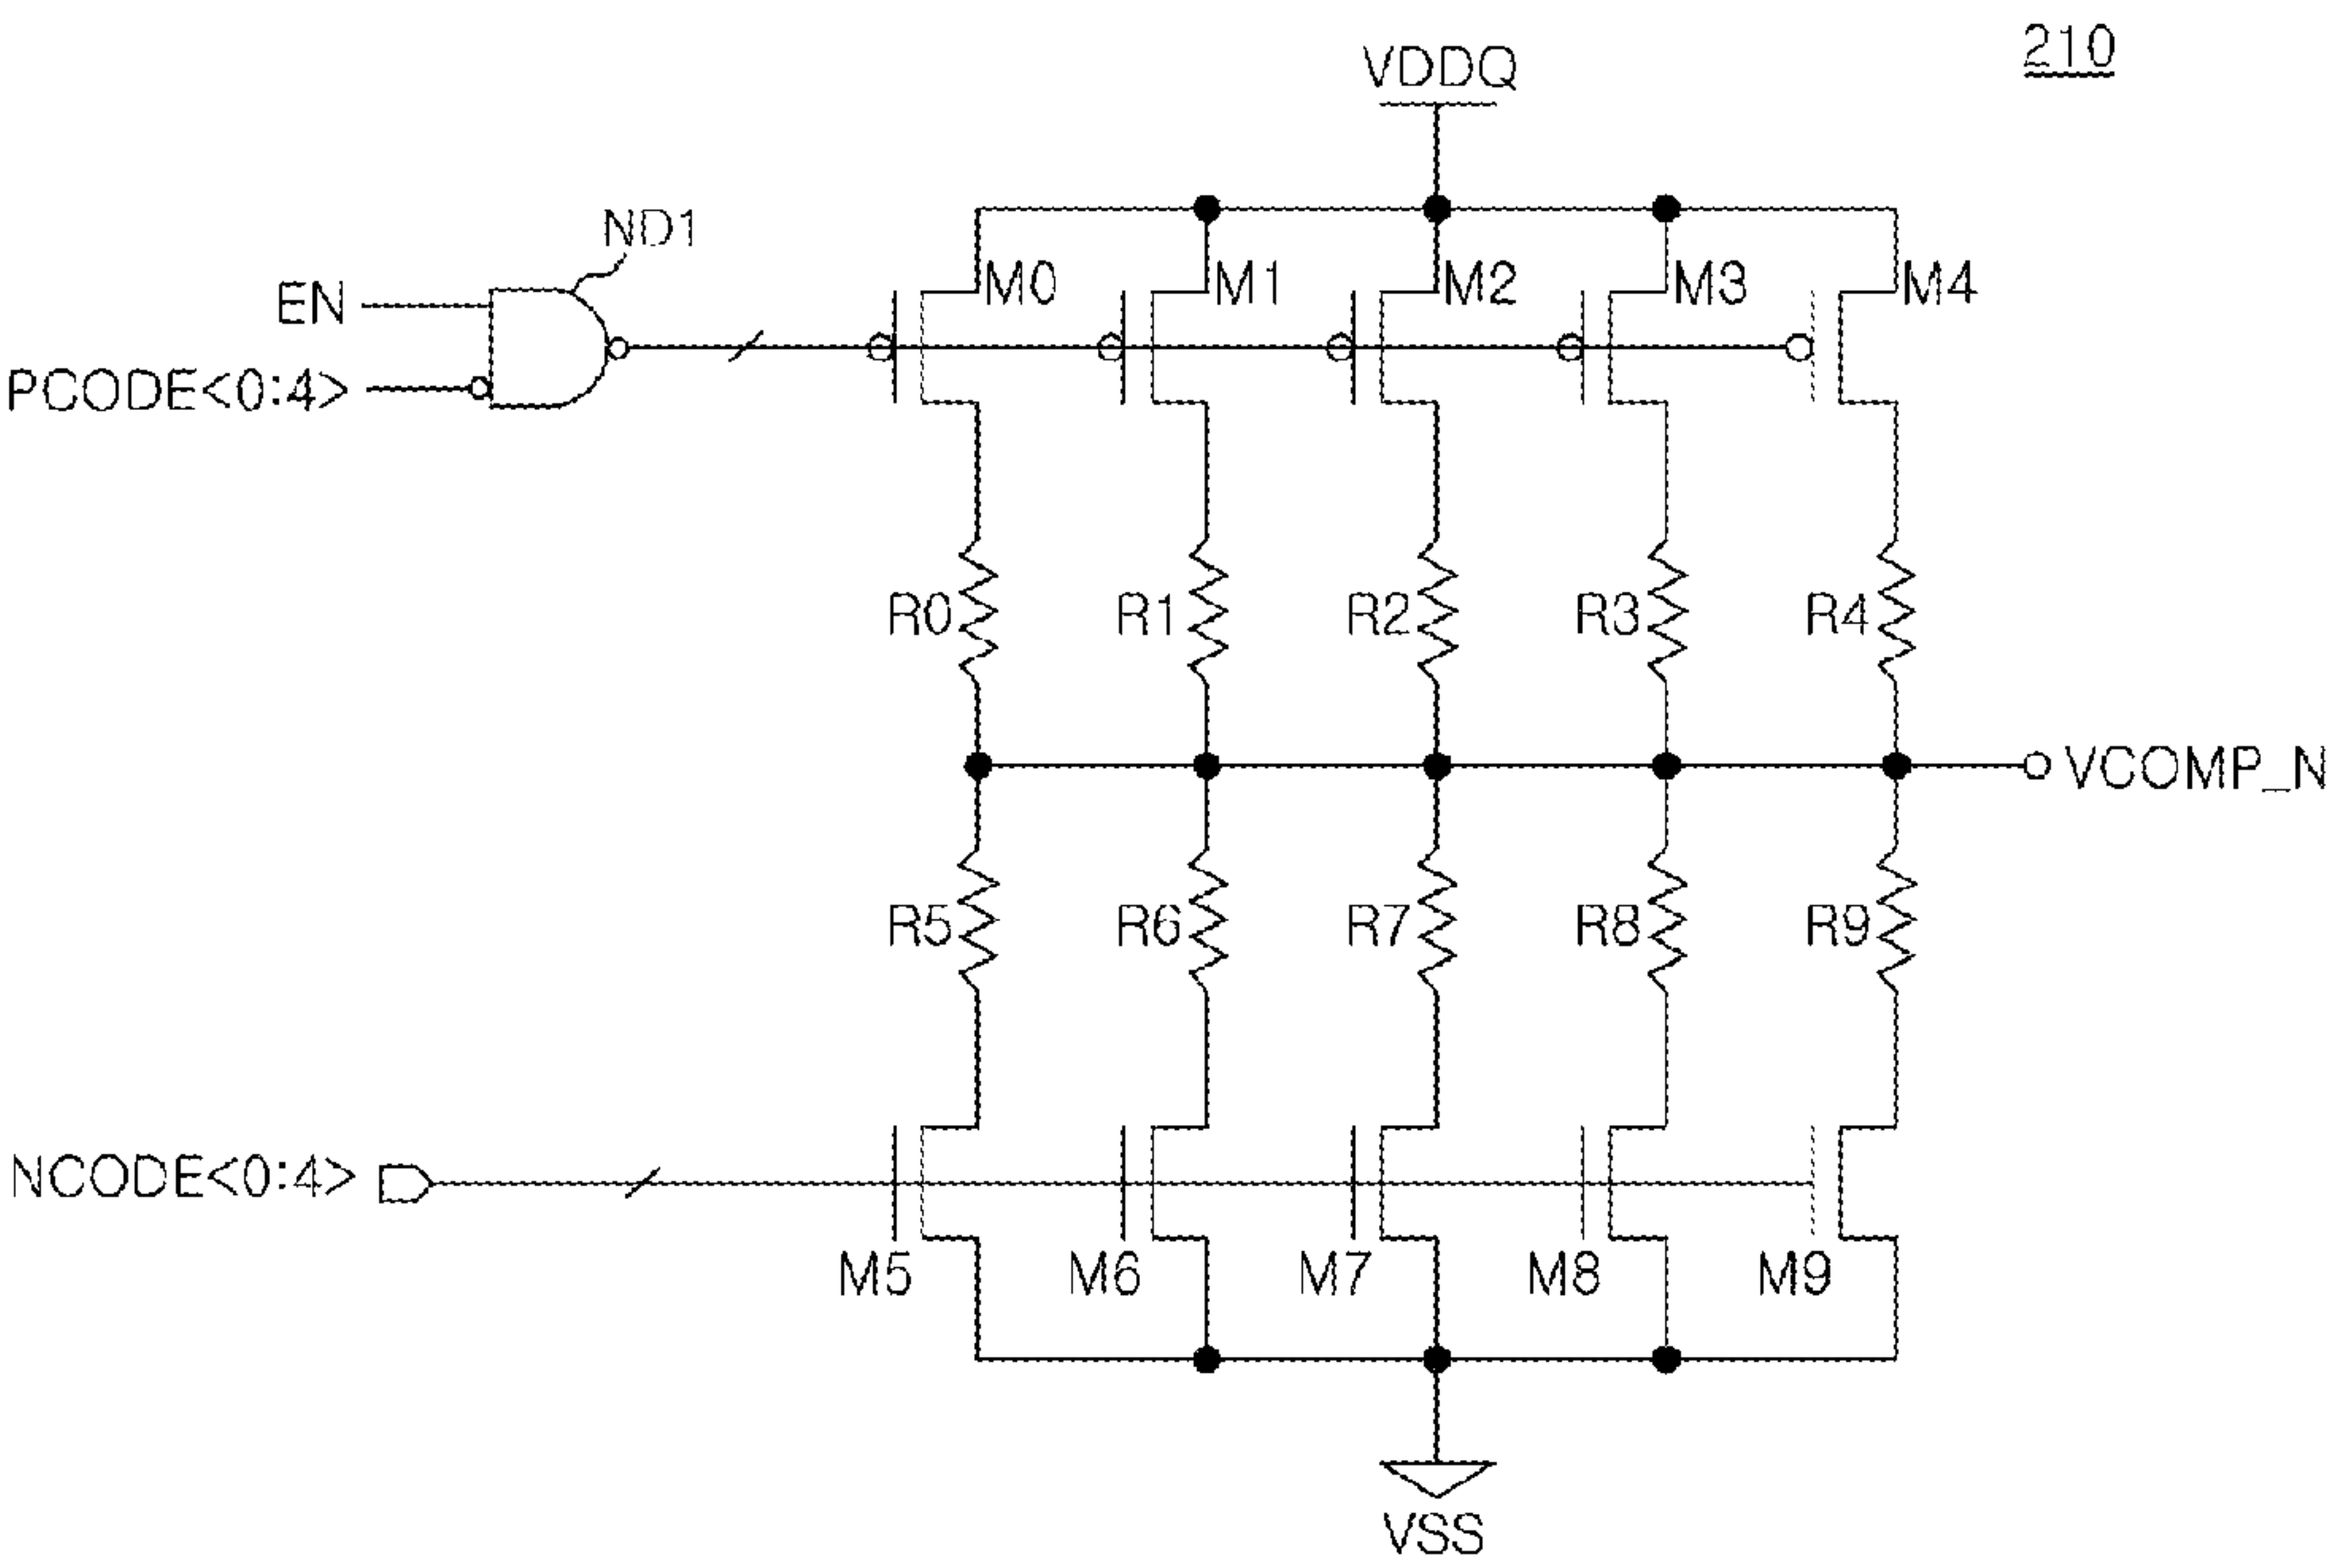 210
VDDQ
ND1
EN
PCODE<0:4>
M0
M1
M2
M3
M4
R0
R1
R2
R3
R4
VCOMP_N
R5
R6
R7
R8
R9
NCODE<0:4>
M5
M6
M7
M8
M9
VSS